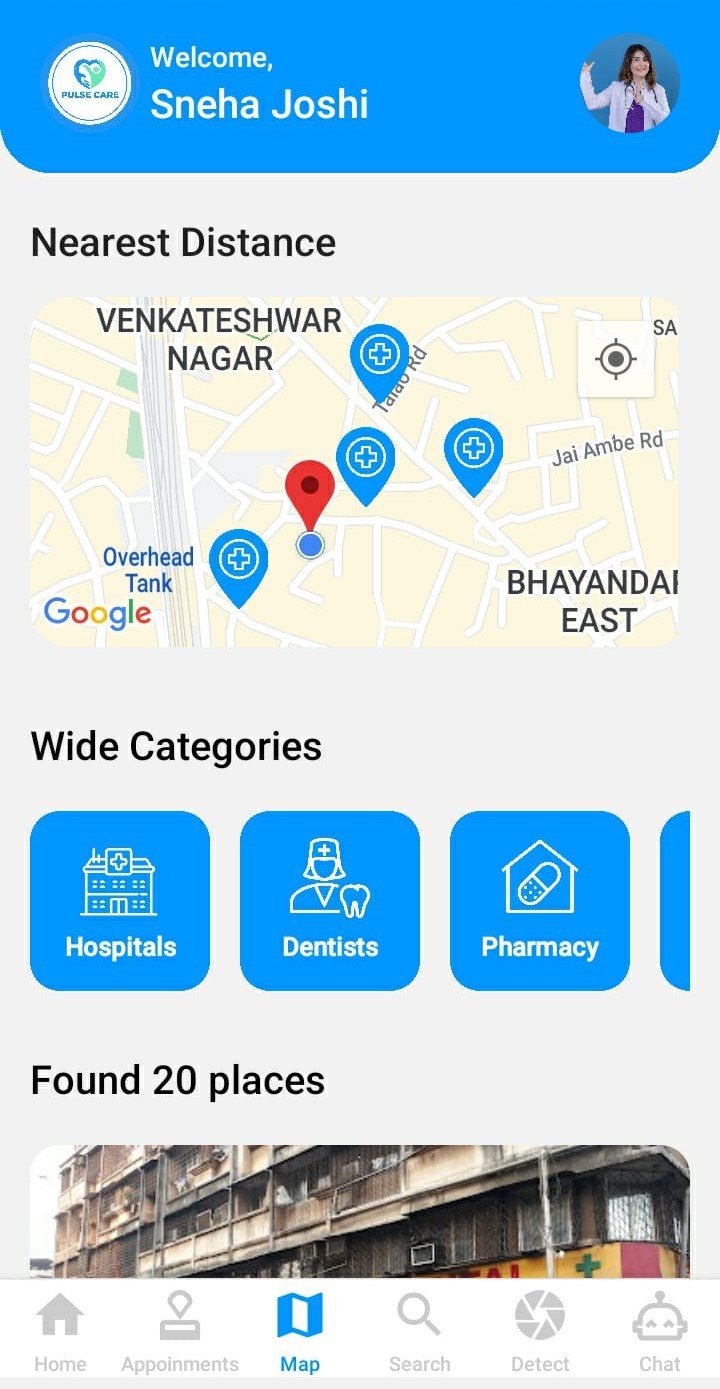 PULSE CARE
Welcome,
Sneha Joshi
Nearest Distance
VENKATESHWAR
NAGAR
SA
Talao Rd
Jai Ambe Rd
Overhead
Tank
BHAYANDAR
EAST
Google
Wide Categories
Hospitals
Dentists
Pharmacy
Found 20 places
Home
Appoinments
Map
Search
Detect
Chat